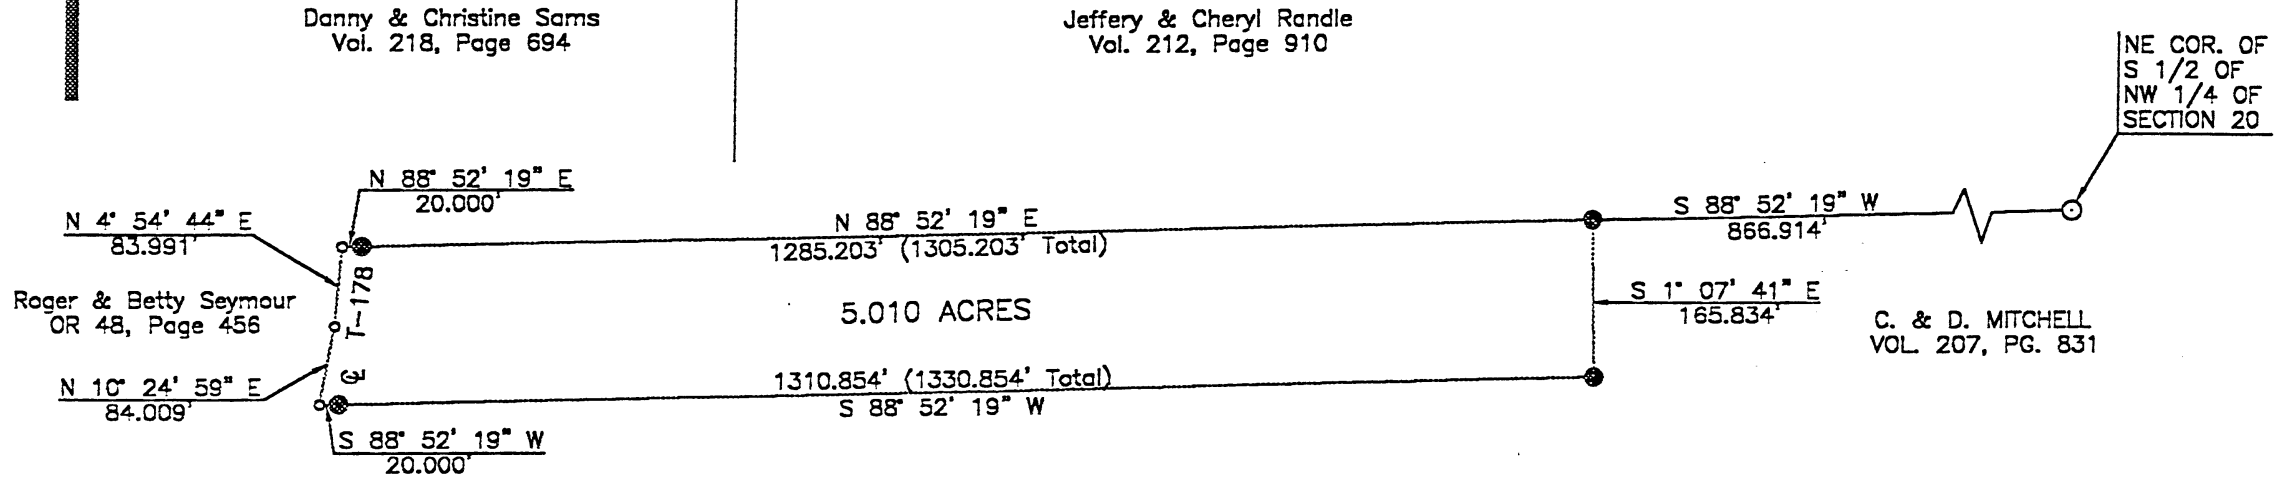 Danny & Christine Sams
Vol. 218, Page 694
Jeffery & Cheryl Randle
Vol. 212, Page 910
NE COR. OF
S 1/2 OF
NW 1/4 OF
SECTION 20
N 88° 52' 19" E
20.000'
N 4° 54' 44" E
83.991'
N 88° 52' 19" E
1285.203' (1305.203' Total)
S 88° 52' 19" W
866.914'
T-178
Roger & Betty Seymour
OR 48, Page 456
5.010 ACRES
S 1° 07' 41" E
165.834'
C. & D. MITCHELL
VOL. 207, PG. 831
N 10° 24' 59" E
84.009'
℄
1310.854' (1330.854' Total)
S 88° 52' 19" W
S 88° 52' 19" W
20.000'